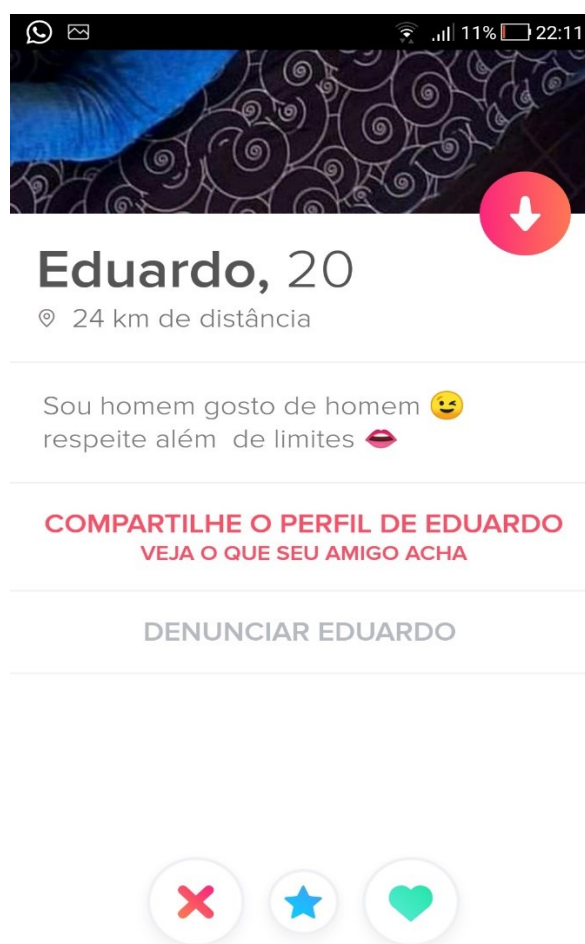 11% 22:11
Eduardo, 20
24 km de distância
Sou homem gosto de homem 😉
respeite além de limites 👄
COMPARTILHE O PERFIL DE EDUARDO
VEJA O QUE SEU AMIGO ACHA
DENUNCIAR EDUARDO